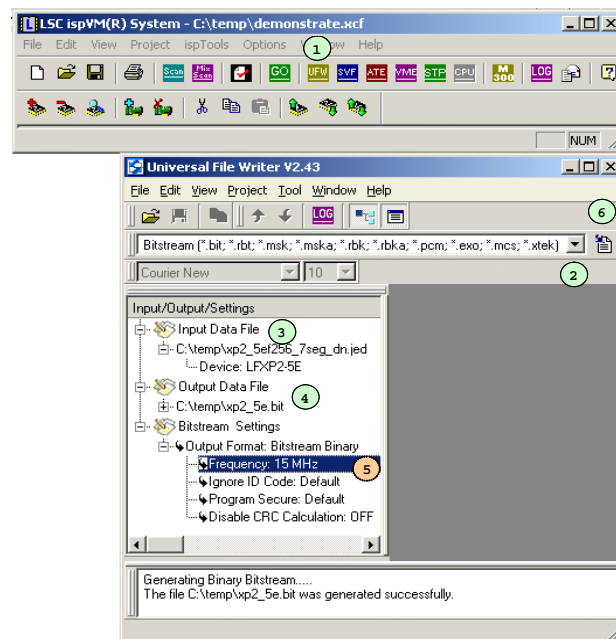 LSC ispVM(R) System - C:\temp\demonstrate.xcf
File Edit View Project ispTools Options Help
1
Scan Mix Scan GO UFW SVF ATE VME STP CPU M 300 LOG
NUM
Universal File Writer V2.43
File Edit View Project Tool Window Help
LOG
6
Bitstream (*.bit; *.rbt; *.msk; *.mska; *.rbk; *.rbka; *.pcm; *.exo; *.mcs; *.xtek)
Courier New 10
2
Input/Output/Settings
Input Data File
3
C:\temp\xp2_5ef256_7seg_dn.jed
Device: LFXP2-5E
Output Data File
4
C:\temp\xp2_5e.bit
Bitstream Settings
Output Format: Bitstream Binary
Frequency: 15 MHz
5
Ignore ID Code: Default
Program Secure: Default
Disable CRC Calculation: OFF
Generating Binary Bitstream.....
The file C:\temp\xp2_5e.bit was generated successfully.